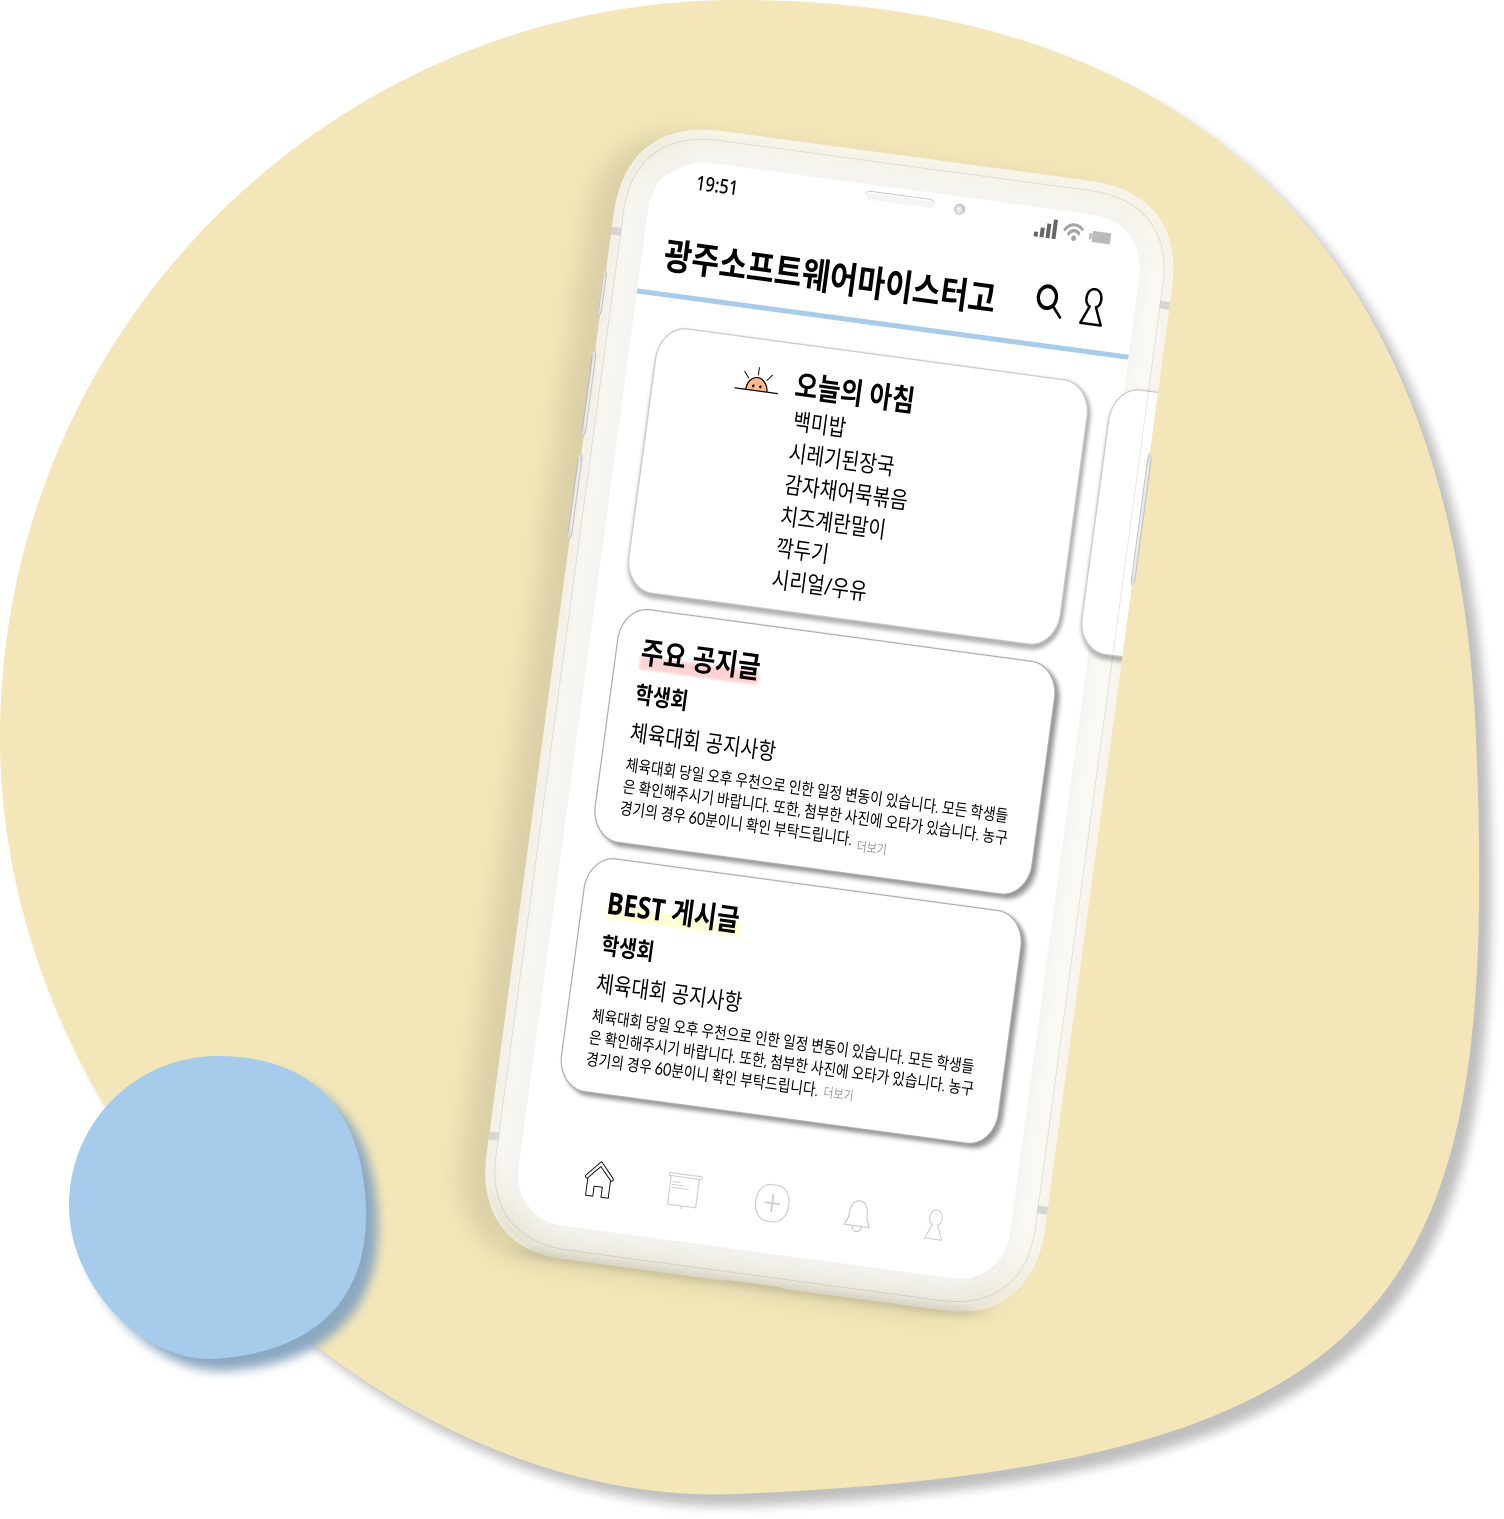 19:51
광주소프트웨어마이스터고
오늘의 아침
백미밥
시레기된장국
감자채어묵볶음
치즈계란말이
깍두기
시리얼/우유
주요 공지글
학생회
체육대회 공지사항
체육대회 당일 오후 우천으로 인한 일정 변동이 있습니다. 모든 학생들
은 확인해주시기 바랍니다. 또한, 첨부한 사진에 오타가 있습니다. 농구
경기의 경우 60분이니 확인 부탁드립니다. 더보기
BEST 게시글
학생회
체육대회 공지사항
체육대회 당일 오후 우천으로 인한 일정 변동이 있습니다. 모든 학생들
은 확인해주시기 바랍니다. 또한, 첨부한 사진에 오타가 있습니다. 농구
경기의 경우 60분이니 확인 부탁드립니다. 더보기